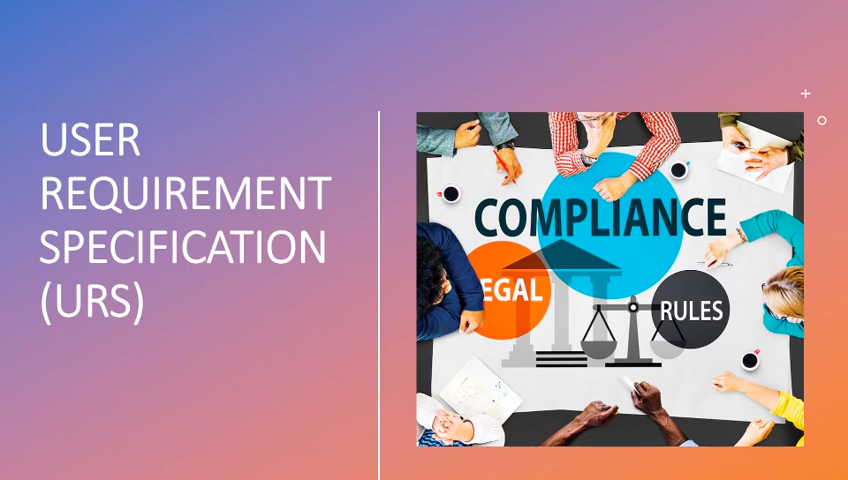 USER
REQUIREMENT
SPECIFICATION
(URS)
COMPLIANCE
EGAL
RULES